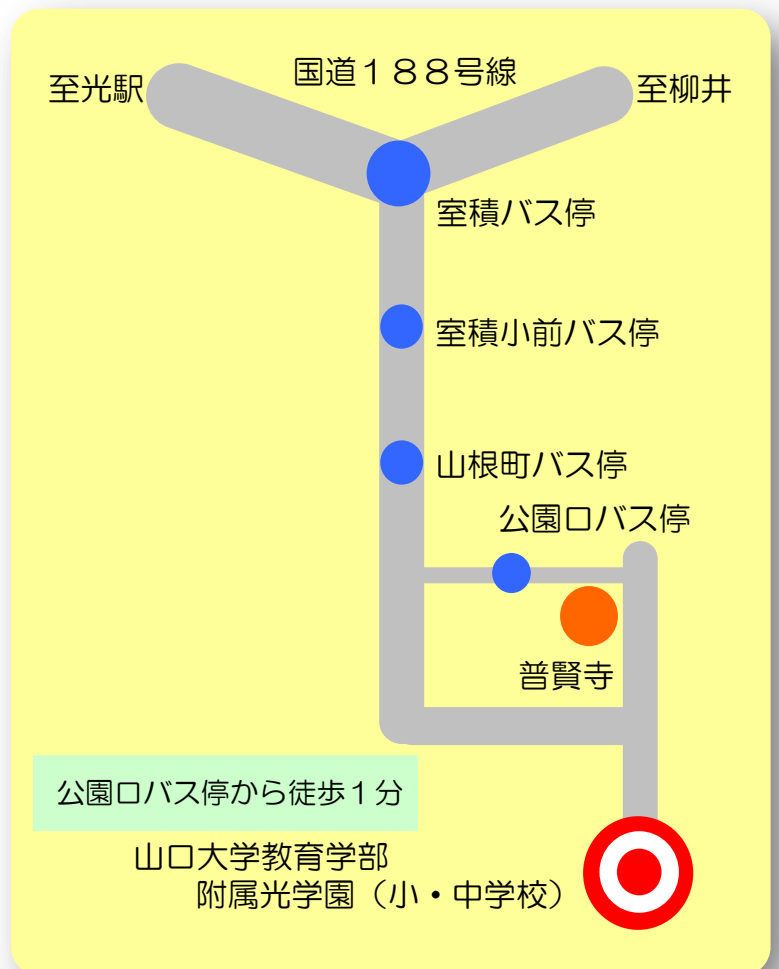 国道１８８号線
至光駅
至柳井
室積バス停
室積小前バス停
山根町バス停
公園口バス停
普賢寺
公園口バス停から徒歩１分
山口大学教育学部
附属光学園（小・中学校）